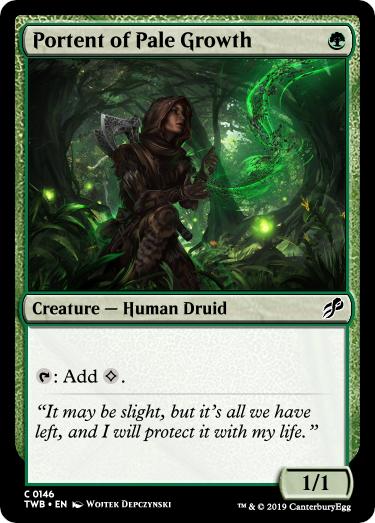 Portent of Pale Growth
Creature — Human Druid
: Add .
“It may be slight, but it’s all we have
left, and I will protect it with my life.”
1/1
C 0146
TWB • EN Wojtek Depczynski
™ & © 2019 CanterburyEgg